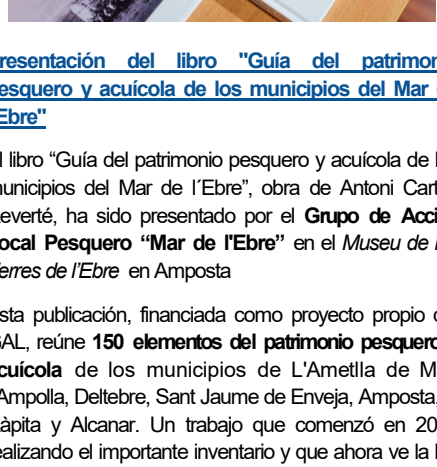 resentación del libro "Guía del patrimon
esquero y acuícola de los municipios del Mar
Ebre"
l libro “Guía del patrimonio pesquero y acuícola de l
unicipios del Mar de l´Ebre”, obra de Antoni Cart
everté, ha sido presentado por el Grupo de Acci
ocal Pesquero “Mar de l'Ebre” en el Museu de
erres de l’Ebre en Amposta
sta publicación, financiada como proyecto propio
GAL, reúne 150 elementos del patrimonio pesquero
cuícola de los municipios de L'Ametlla de M
Ampolla, Deltebre, Sant Jaume de Enveja, Amposta,
àpita y Alcanar. Un trabajo que comenzó en 20
ealizando el importante inventario y que ahora ve la l